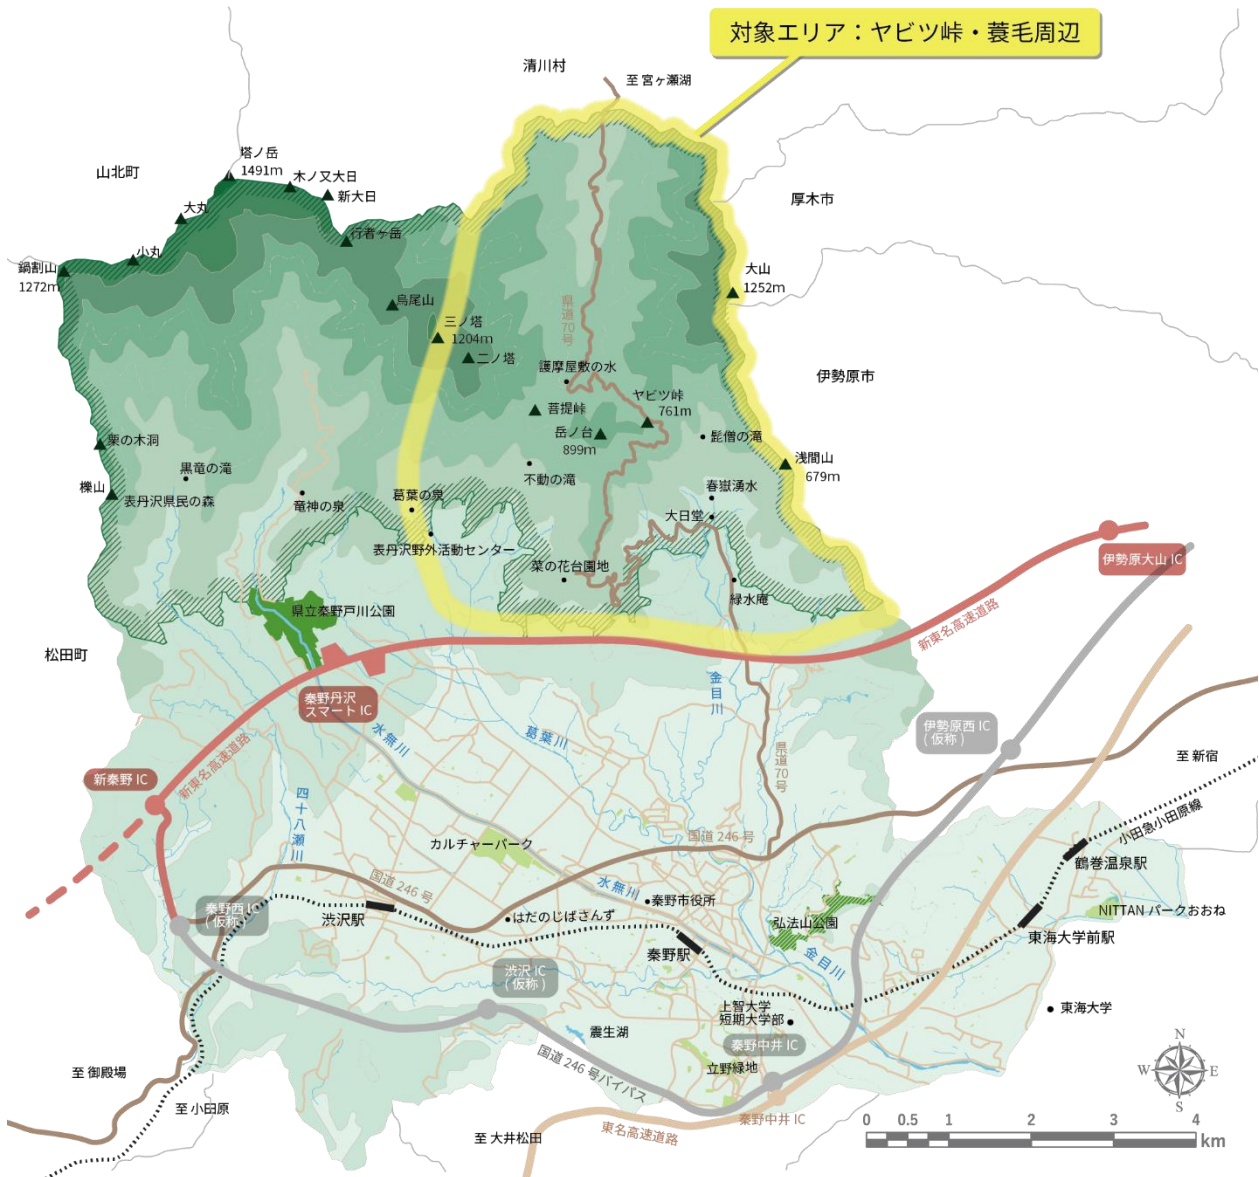 対象エリア：ヤビツ峠・蓑毛周辺
清川村
至 宮ヶ瀬湖
山北町
塔ノ岳
1491m
木ノ又大日
新大日
大丸
厚木市
行者ヶ岳
小丸
鍋割山
1272m
大山
1252m
烏尾山
県道70号
三ノ塔
1204m
二ノ塔
護摩屋敷の水
伊勢原市
ヤビツ峠
761m
菩提峠
岳ノ台
899m
髭僧の滝
栗の木洞
浅間山
679m
黒竜の滝
不動の滝
櫟山
表丹沢県民の森
竜神の泉
葛葉の泉
春嶽湧水
大日堂
表丹沢野外活動センター
菜の花台園地
緑水庵
伊勢原大山 IC
県立秦野戸川公園
新東名高速道路
松田町
秦野丹沢
スマート IC
金目川
水無川
葛葉川
伊勢原西 IC
( 仮称 )
県道70号
至 新宿
新東名高速道路
新秦野 IC
四十八瀬川
国道 246 号
小田急小田原線
カルチャーパーク
鶴巻温泉駅
国道 246 号
水無川
秦野市役所
NITTAN パークおおね
秦野西 IC
( 仮称 )
渋沢駅
はだのじばさんず
弘法山公園
東海大学前駅
秦野駅
金目川
渋沢 IC
( 仮称 )
上智大学
短期大学部
東海大学
震生湖
秦野中井 IC
国道 246 号バイパス
立野緑地
至 御殿場
至 小田原
秦野中井 IC
東名高速道路
至 大井松田
N
W
E
S
0 0.5 1 2 3 4
km